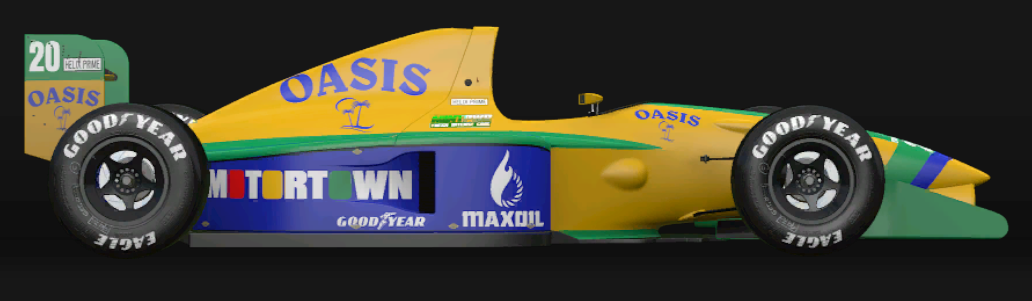 20
HELIX PRIME
OASIS
OASIS
HELIX PRIME
OASIS
GOODYEAR
EAGLE
MOTORTOWN
GOODYEAR
MAXOIL
GOODYEAR
EAGLE